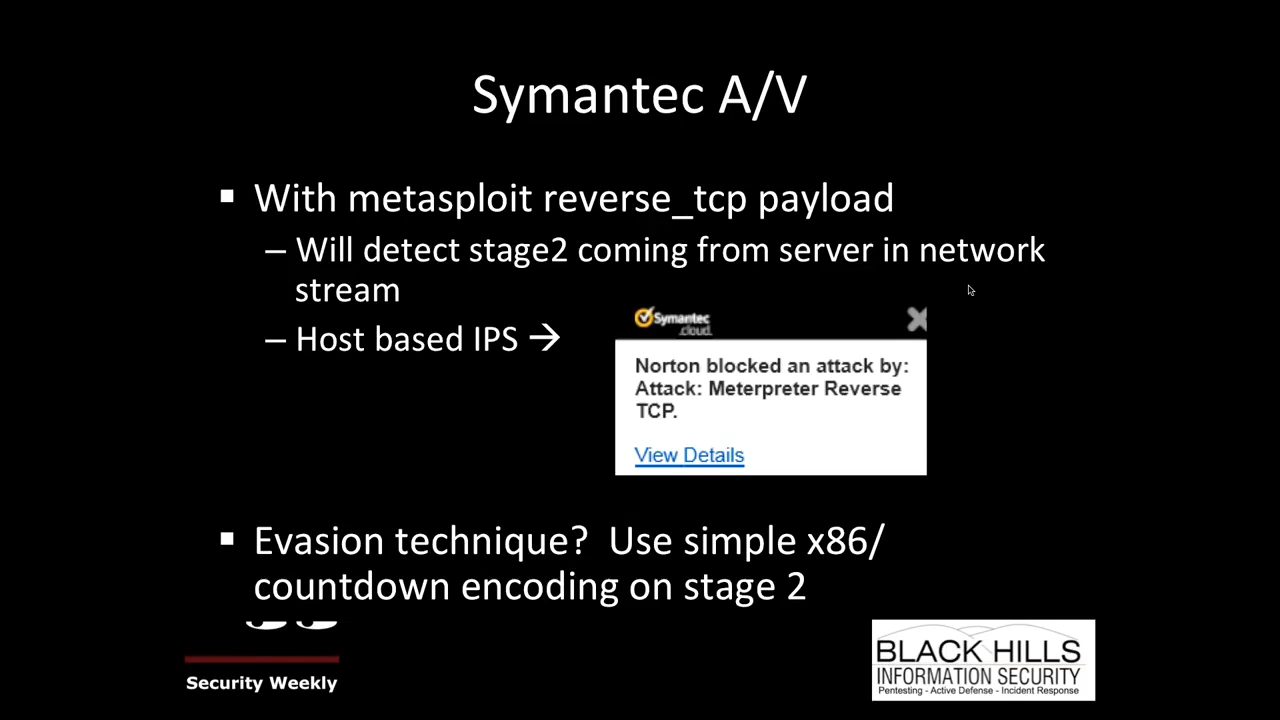 Symantec A/V
▪ With metasploit reverse_tcp payload
– Will detect stage2 coming from server in network
stream
– Host based IPS →
Symantec
.cloud
Norton blocked an attack by:
Attack: Meterpreter Reverse
TCP.
View Details
▪ Evasion technique?  Use simple x86/
countdown encoding on stage 2
Security Weekly
BLACK HILLS
INFORMATION SECURITY
Pentesting - Active Defense - Incident Response